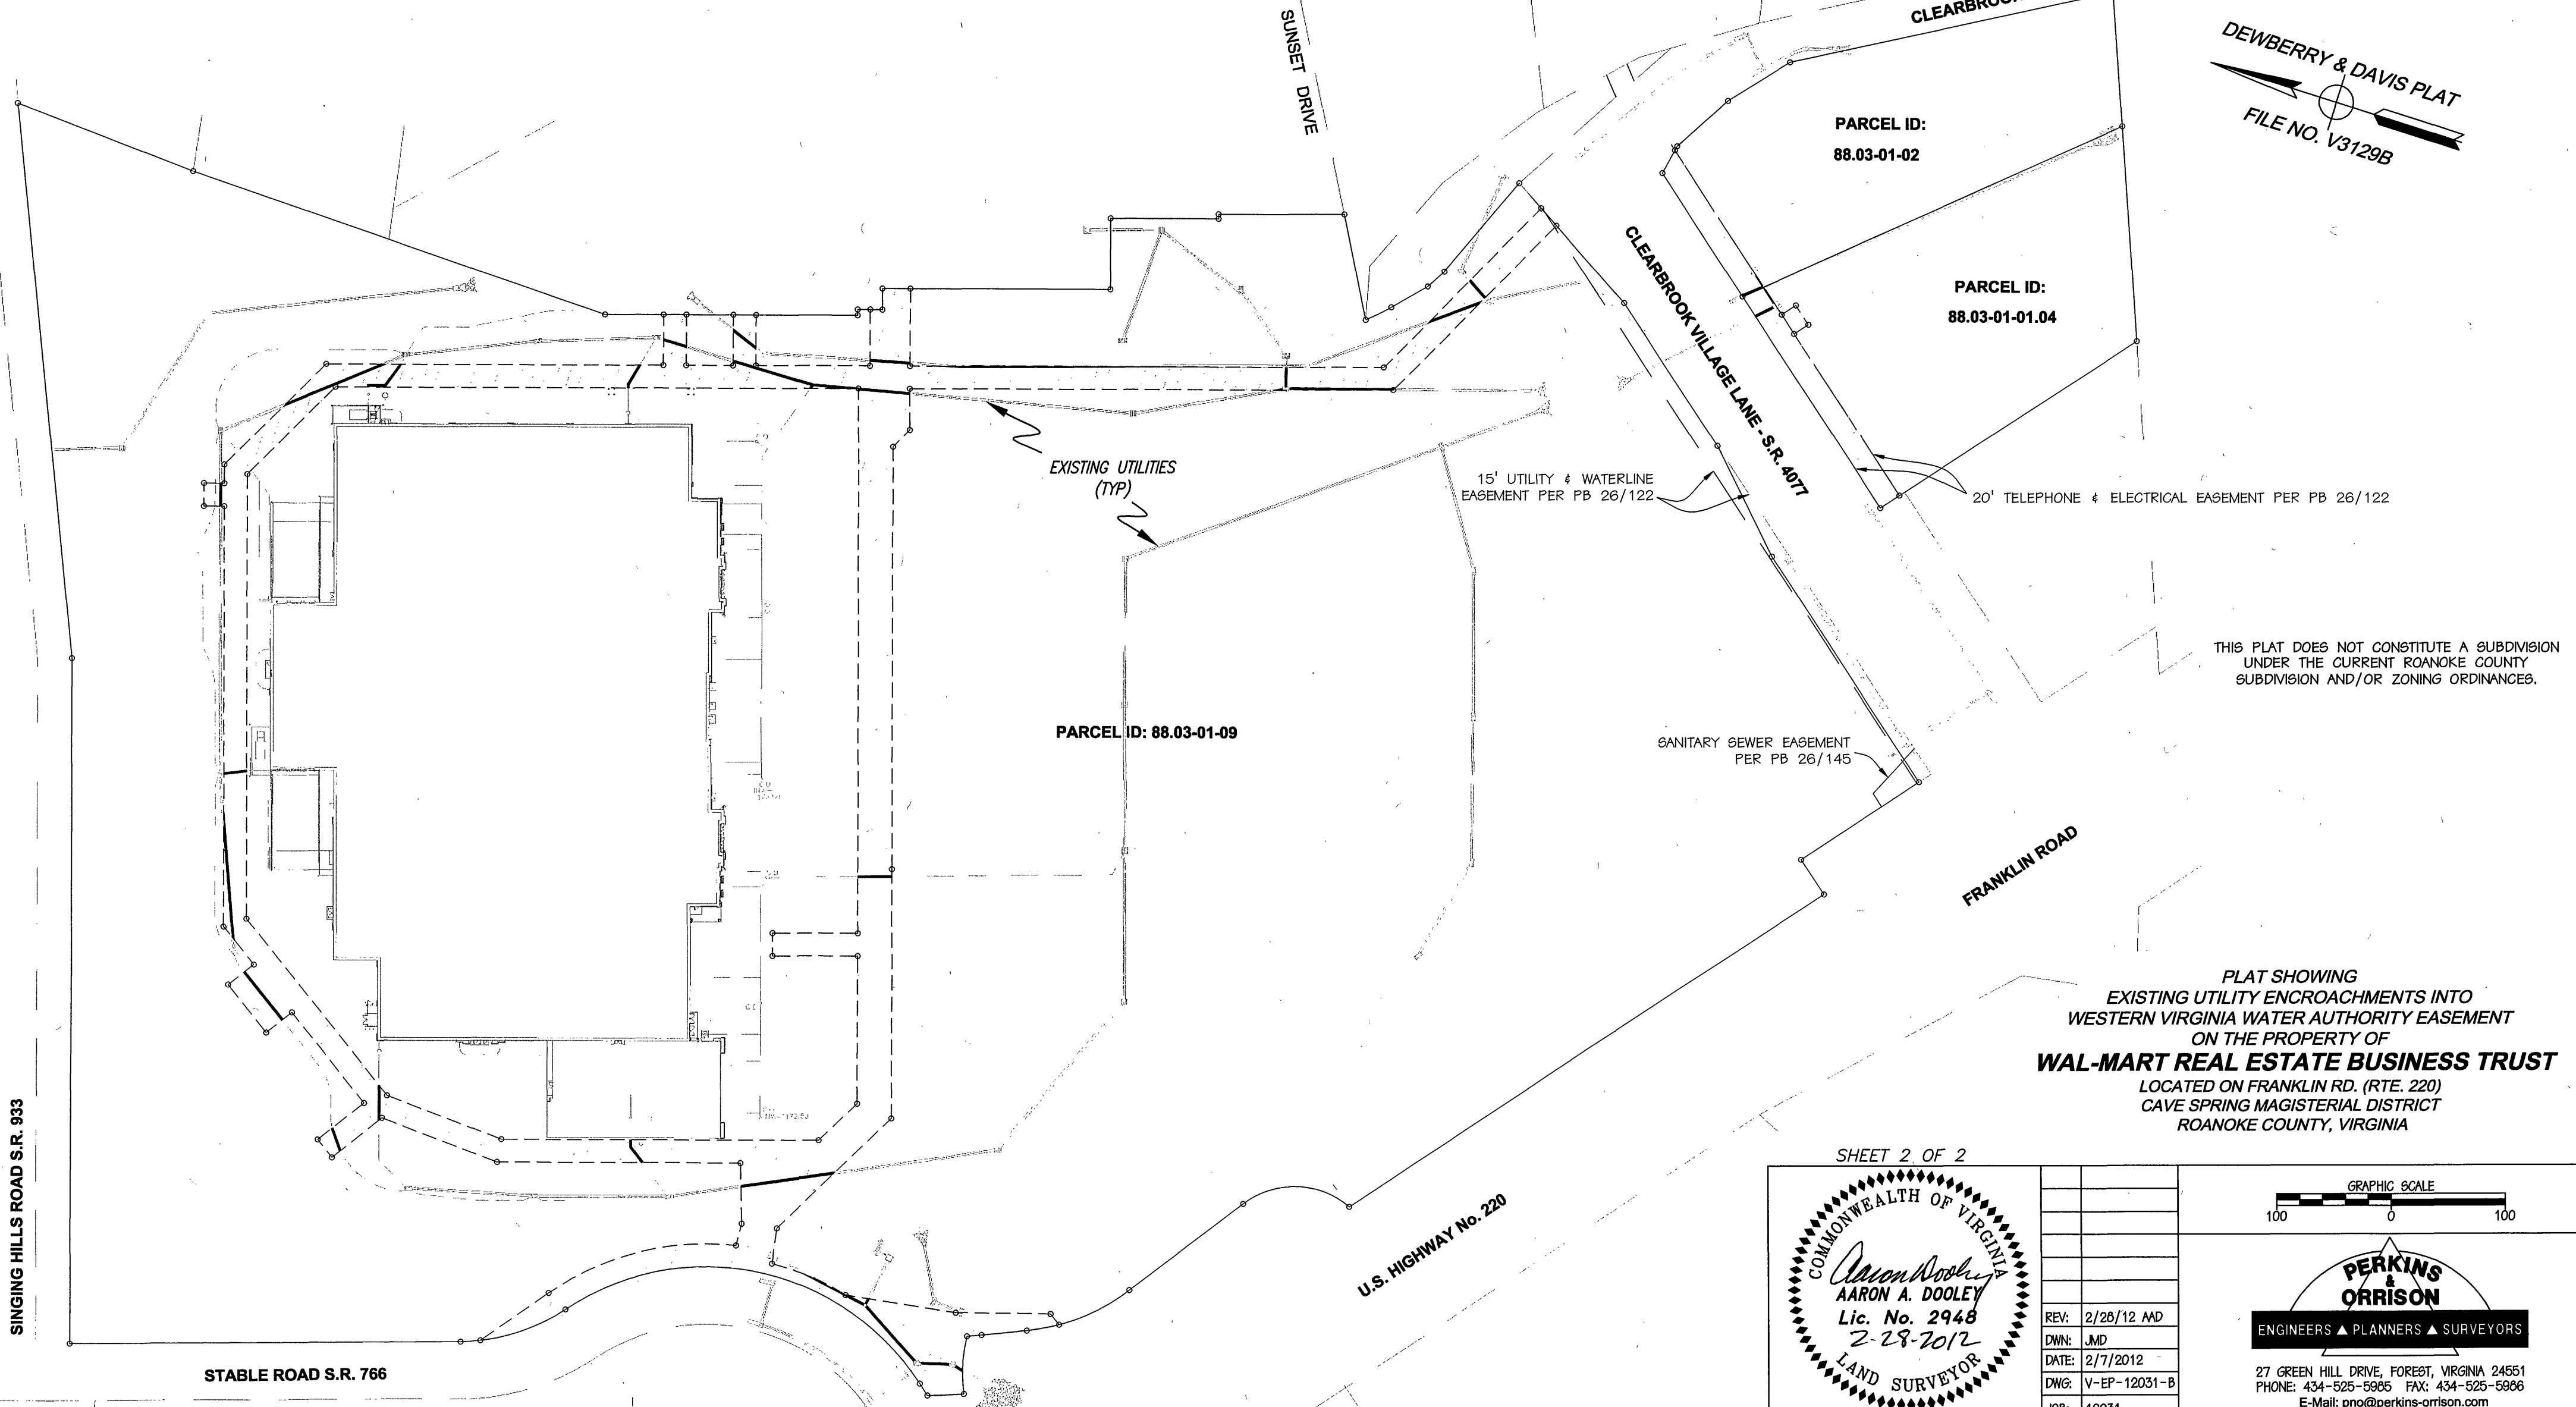 CLEARBROOK
SUNSET DRIVE
DEWBERRY & DAVIS PLAT
FILE NO. V3129B
PARCEL ID:
88.03-01-02
PARCEL ID:
88.03-01-01.04
CLEARBROOK VILLAGE LANE - S.R. 4077
EXISTING UTILITIES
(TYP)
15' UTILITY & WATERLINE
EASEMENT PER PB 26/122
20' TELEPHONE & ELECTRICAL EASEMENT PER PB 26/122
THIS PLAT DOES NOT CONSTITUTE A SUBDIVISION
UNDER THE CURRENT ROANOKE COUNTY
SUBDIVISION AND/OR ZONING ORDINANCES.
PARCEL ID: 88.03-01-09
SANITARY SEWER EASEMENT
PER PB 26/145
FRANKLIN ROAD
U.S. HIGHWAY No. 220
SINGING HILLS ROAD S.R. 933
STABLE ROAD S.R. 766
PLAT SHOWING
EXISTING UTILITY ENCROACHMENTS INTO
WESTERN VIRGINIA WATER AUTHORITY EASEMENT
ON THE PROPERTY OF
WAL-MART REAL ESTATE BUSINESS TRUST
LOCATED ON FRANKLIN RD. (RTE. 220)
CAVE SPRING MAGISTERIAL DISTRICT
ROANOKE COUNTY, VIRGINIA
SHEET 2 OF 2
COMMONWEALTH OF VIRGINIA
Aaron Dooley
AARON A. DOOLEY
Lic. No. 2948
2-28-2012
LAND SURVEYOR
REV: 2/28/12 AAD
DWN: JMD
DATE: 2/7/2012
DWG: V-EP-12031-B
GRAPHIC SCALE
100 0 100
PERKINS
&
ORRISON
ENGINEERS ▲ PLANNERS ▲ SURVEYORS
27 GREEN HILL DRIVE, FOREST, VIRGINIA 24551
PHONE: 434-525-5985 FAX: 434-525-5986
E-Mail: pno@perkins-orrison.com